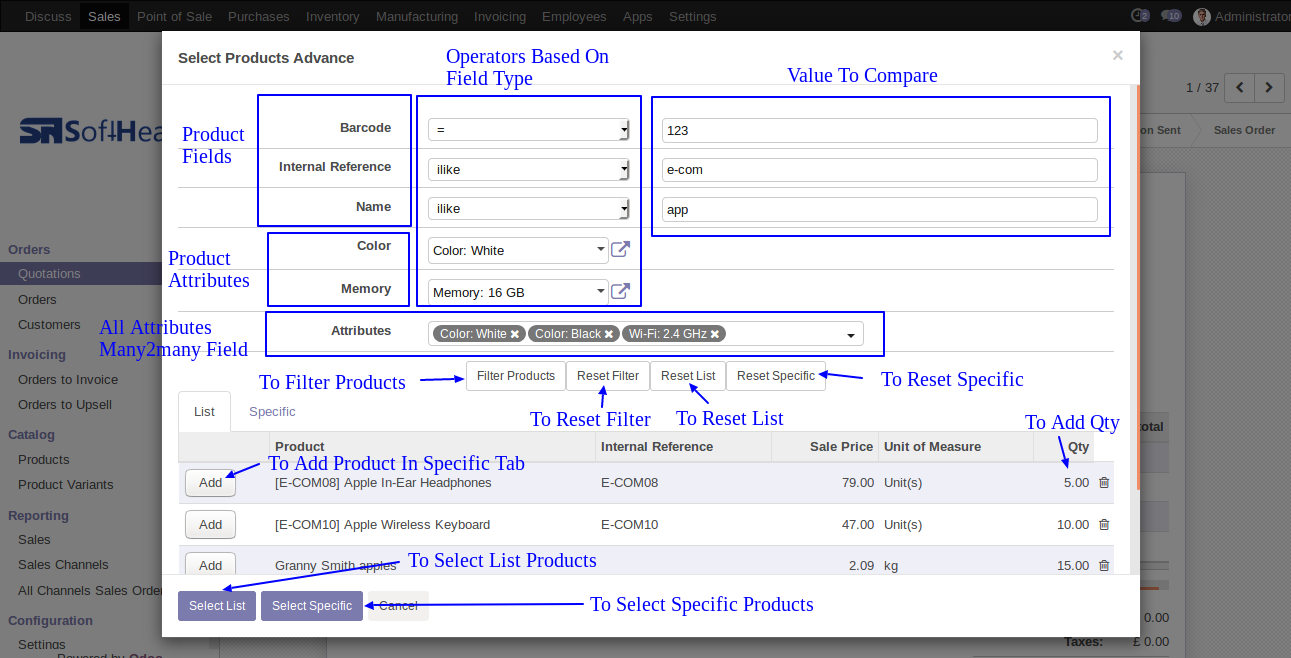 Discuss Sales Point of Sale Purchases Inventory Manufacturing Invoicing Employees Apps Settings 2 10 Administrator
Select Products Advance ×
Operators Based On
Field Type
Value To Compare
1 / 37
on Sent Sales Order
SoftHea
Product
Fields
Barcode = 123
Internal Reference ilike e-com
Name ilike app
Product
Attributes
Color Color: White
Memory Memory: 16 GB
All Attributes
Many2many Field
Attributes Color: White × Color: Black × Wi-Fi: 2.4 GHz ×
Orders
Quotations
Orders
Customers
Invoicing
Orders to Invoice
Orders to Upsell
Catalog
Products
Product Variants
Reporting
Sales
Sales Channels
All Channels Sales Order
Configuration
Settings
Powered by Odoo
To Filter Products
Filter Products Reset Filter Reset List Reset Specific
To Reset Specific
To Reset Filter
To Reset List
To Add Qty
List Specific
Product Internal Reference Sale Price Unit of Measure Qty
total
To Add Product In Specific Tab
Add [E-COM08] Apple In-Ear Headphones E-COM08 79.00 Unit(s) 5.00
Add [E-COM10] Apple Wireless Keyboard E-COM10 47.00 Unit(s) 10.00
Add Granny Smith apples 2.09 kg 15.00
To Select List Products
Select List Select Specific Cancel
To Select Specific Products
0.00
Taxes: £ 0.00